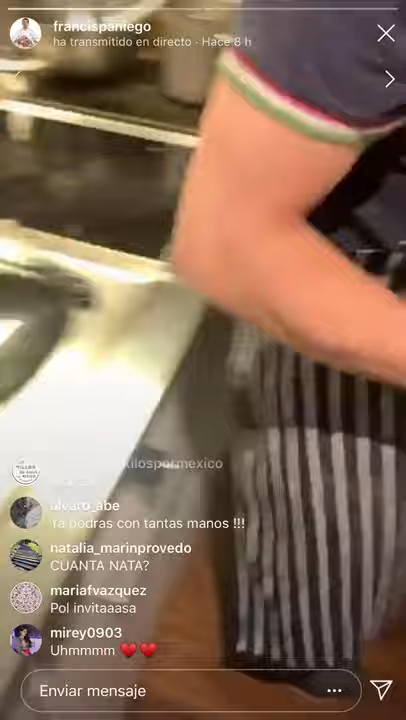 francispaniego
ha transmitido en directo · Hace 8 h
kilospormexico
alvaro_abe
Ya podras con tantas manos !!!
natalia_marinprovedo
CUANTA NATA?
mariafvazquez
Pol invitaaasa
mirey0903
Uhmmmm ❤️❤️
Enviar mensaje